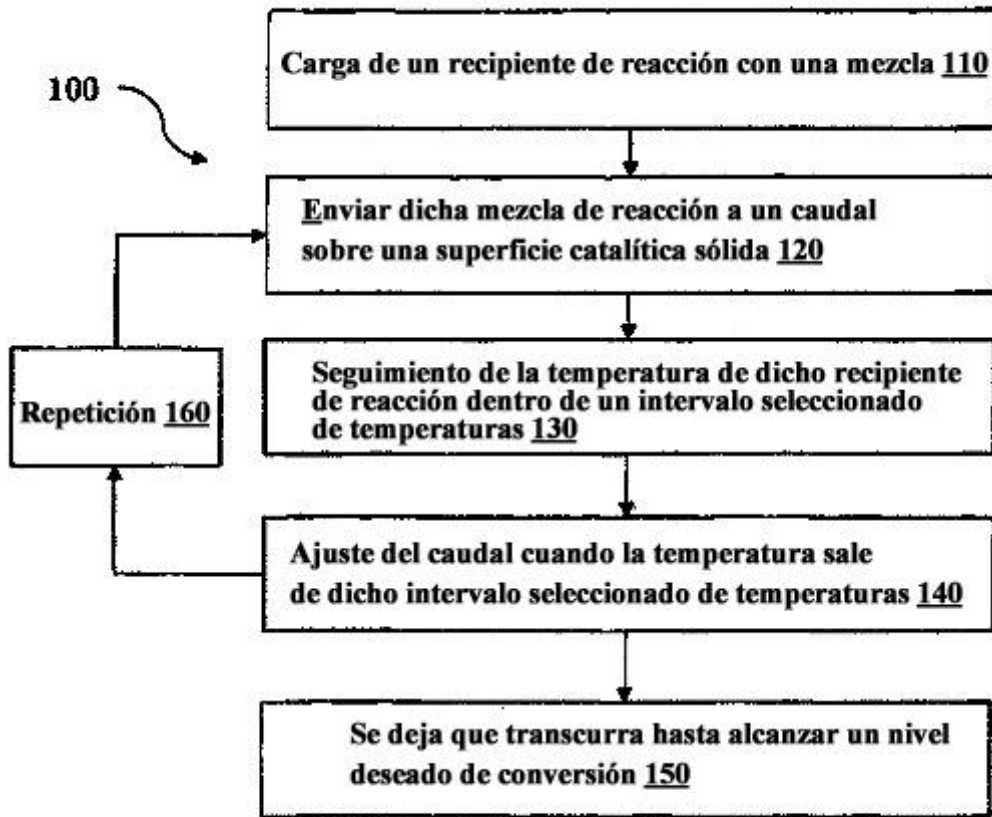 Carga de un recipiente de reacción con una mezcla 110
100
Enviar dicha mezcla de reacción a un caudal
sobre una superficie catalítica sólida 120
Seguimiento de la temperatura de dicho recipiente
de reacción dentro de un intervalo seleccionado
de temperaturas 130
Repetición 160
Ajuste del caudal cuando la temperatura sale
de dicho intervalo seleccionado de temperaturas 140
Se deja que transcurra hasta alcanzar un nivel
deseado de conversión 150